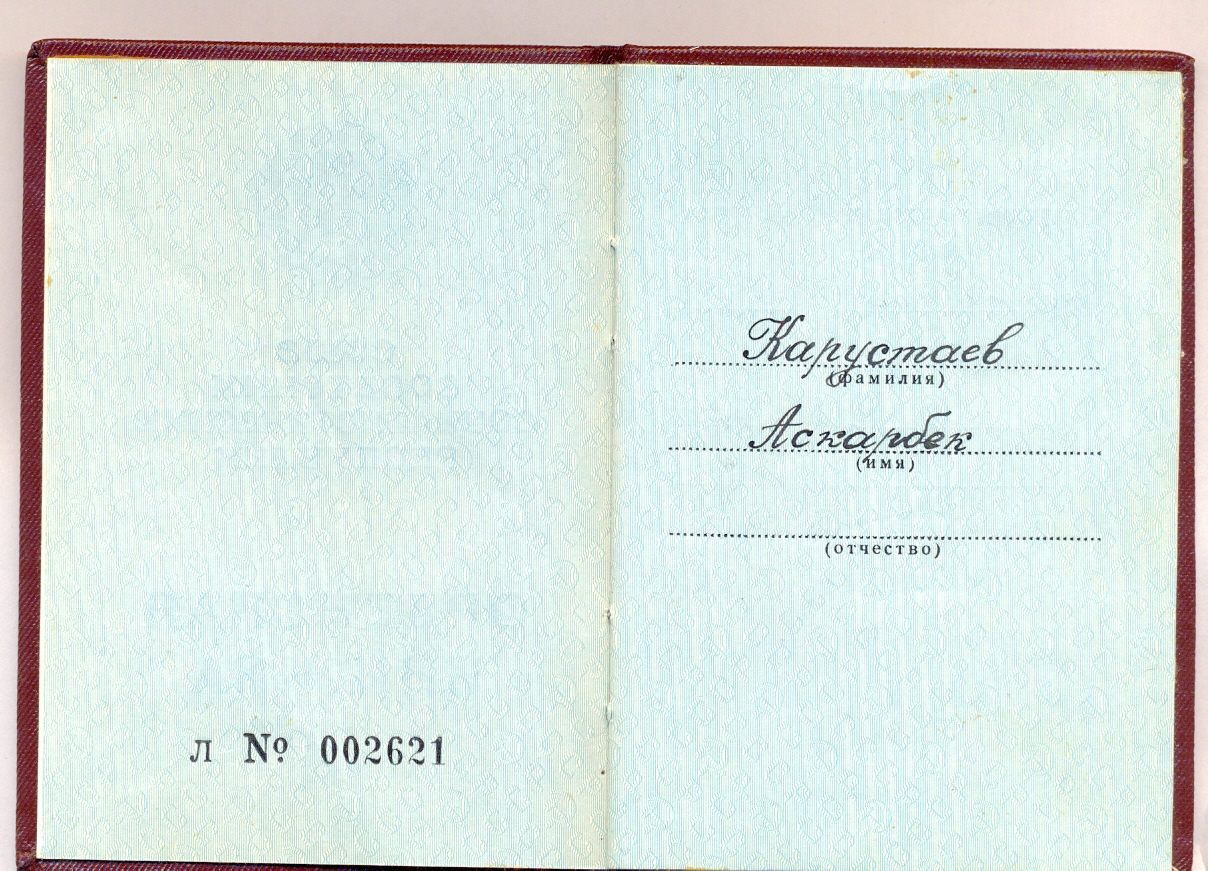 Л № 002621
Карустаев
(фамилия)
Аскарбек
(имя)
(отчество)